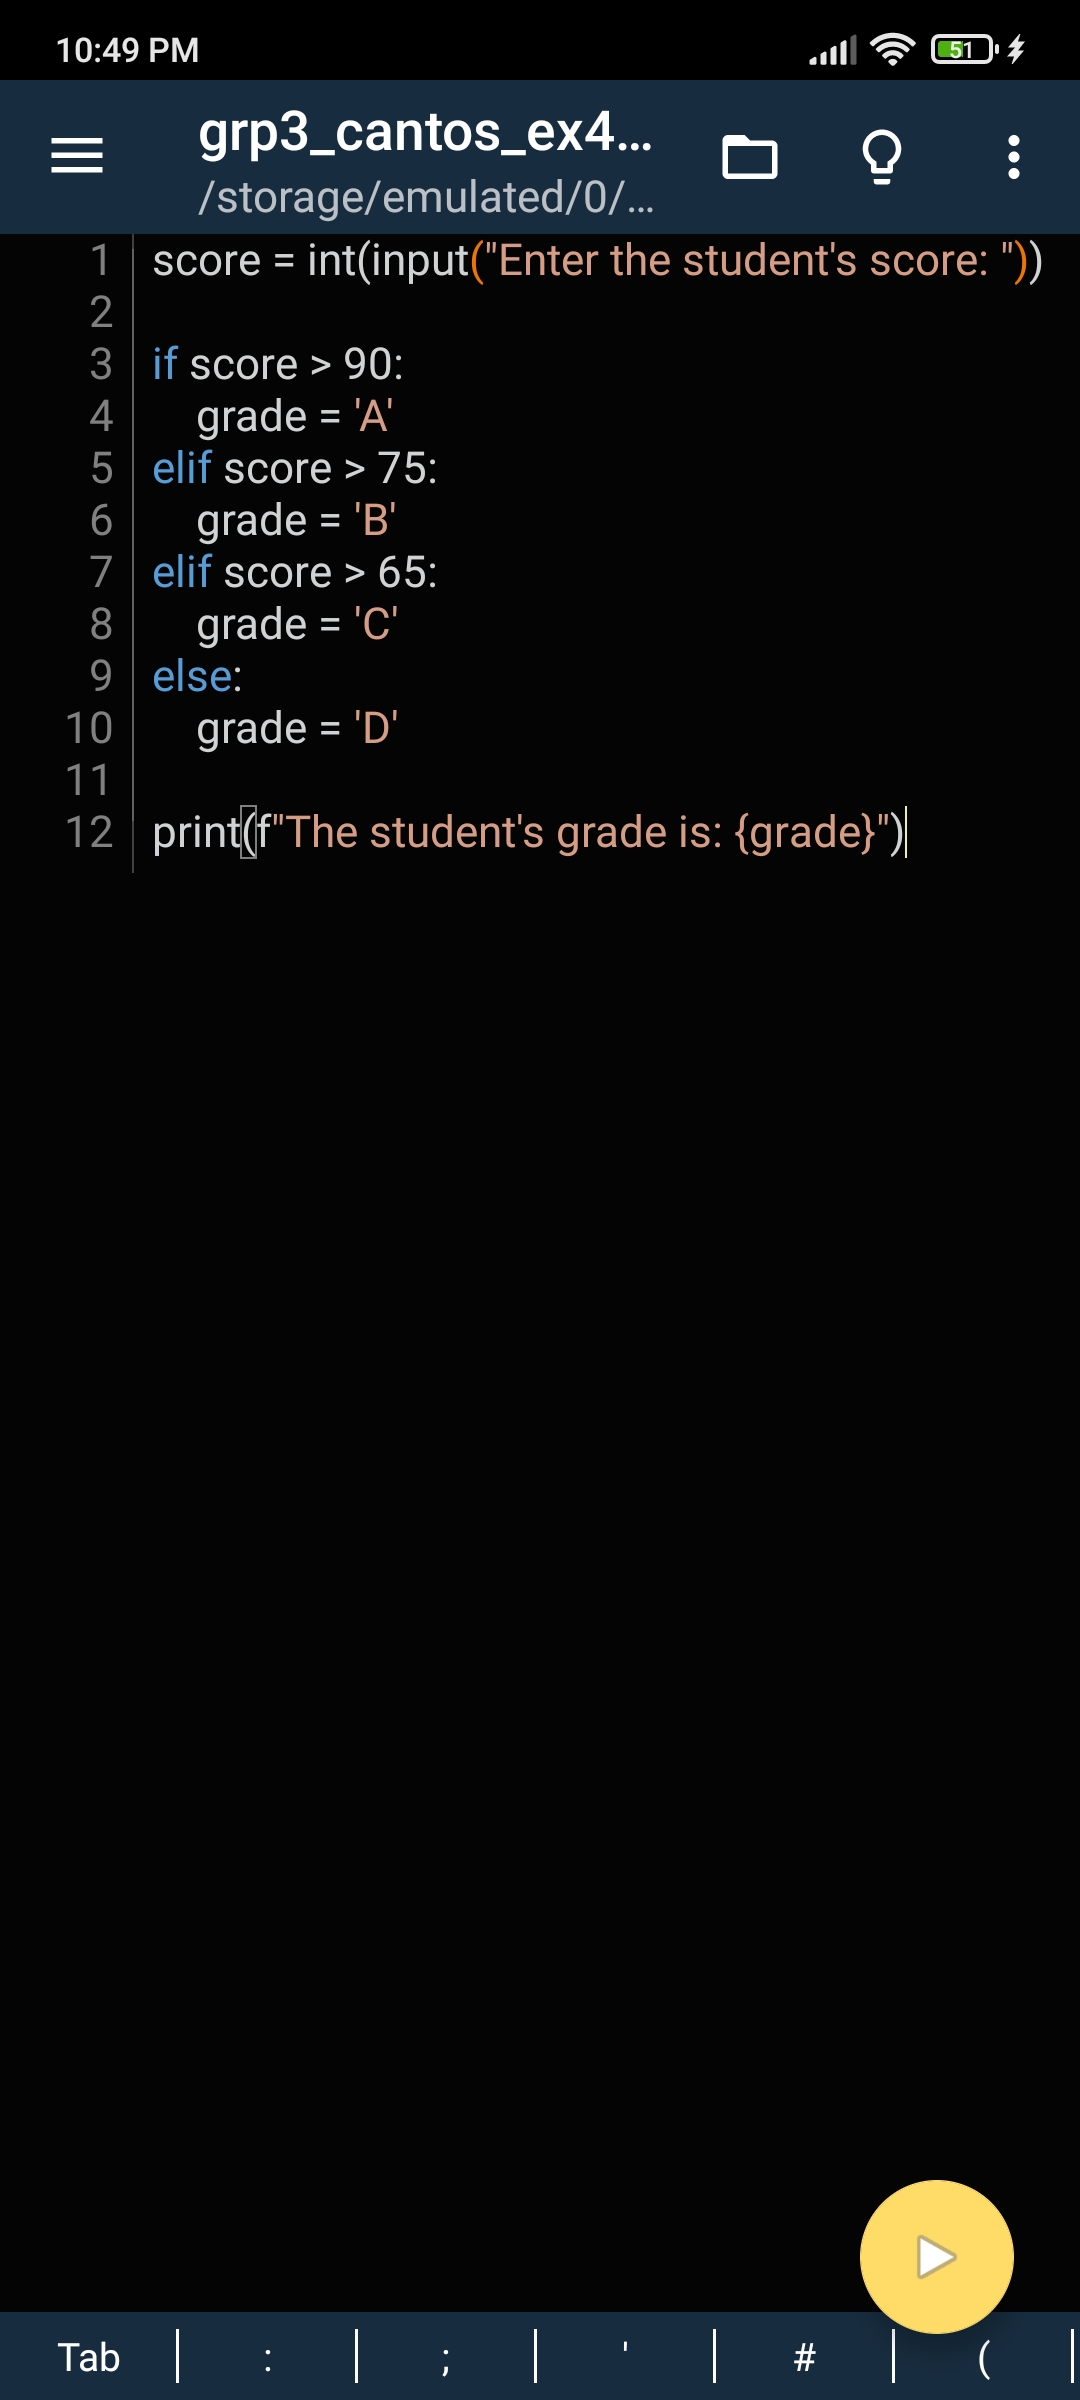 10:49 PM
51
grp3_cantos_ex4...
/storage/emulated/0/...
1 score = int(input("Enter the student's score: "))
2
3 if score > 90:
4     grade = 'A'
5 elif score > 75:
6     grade = 'B'
7 elif score > 65:
8     grade = 'C'
9 else:
10     grade = 'D'
11
12 print(f"The student's grade is: {grade}")
Tab | : | ; | ' | # | ( |